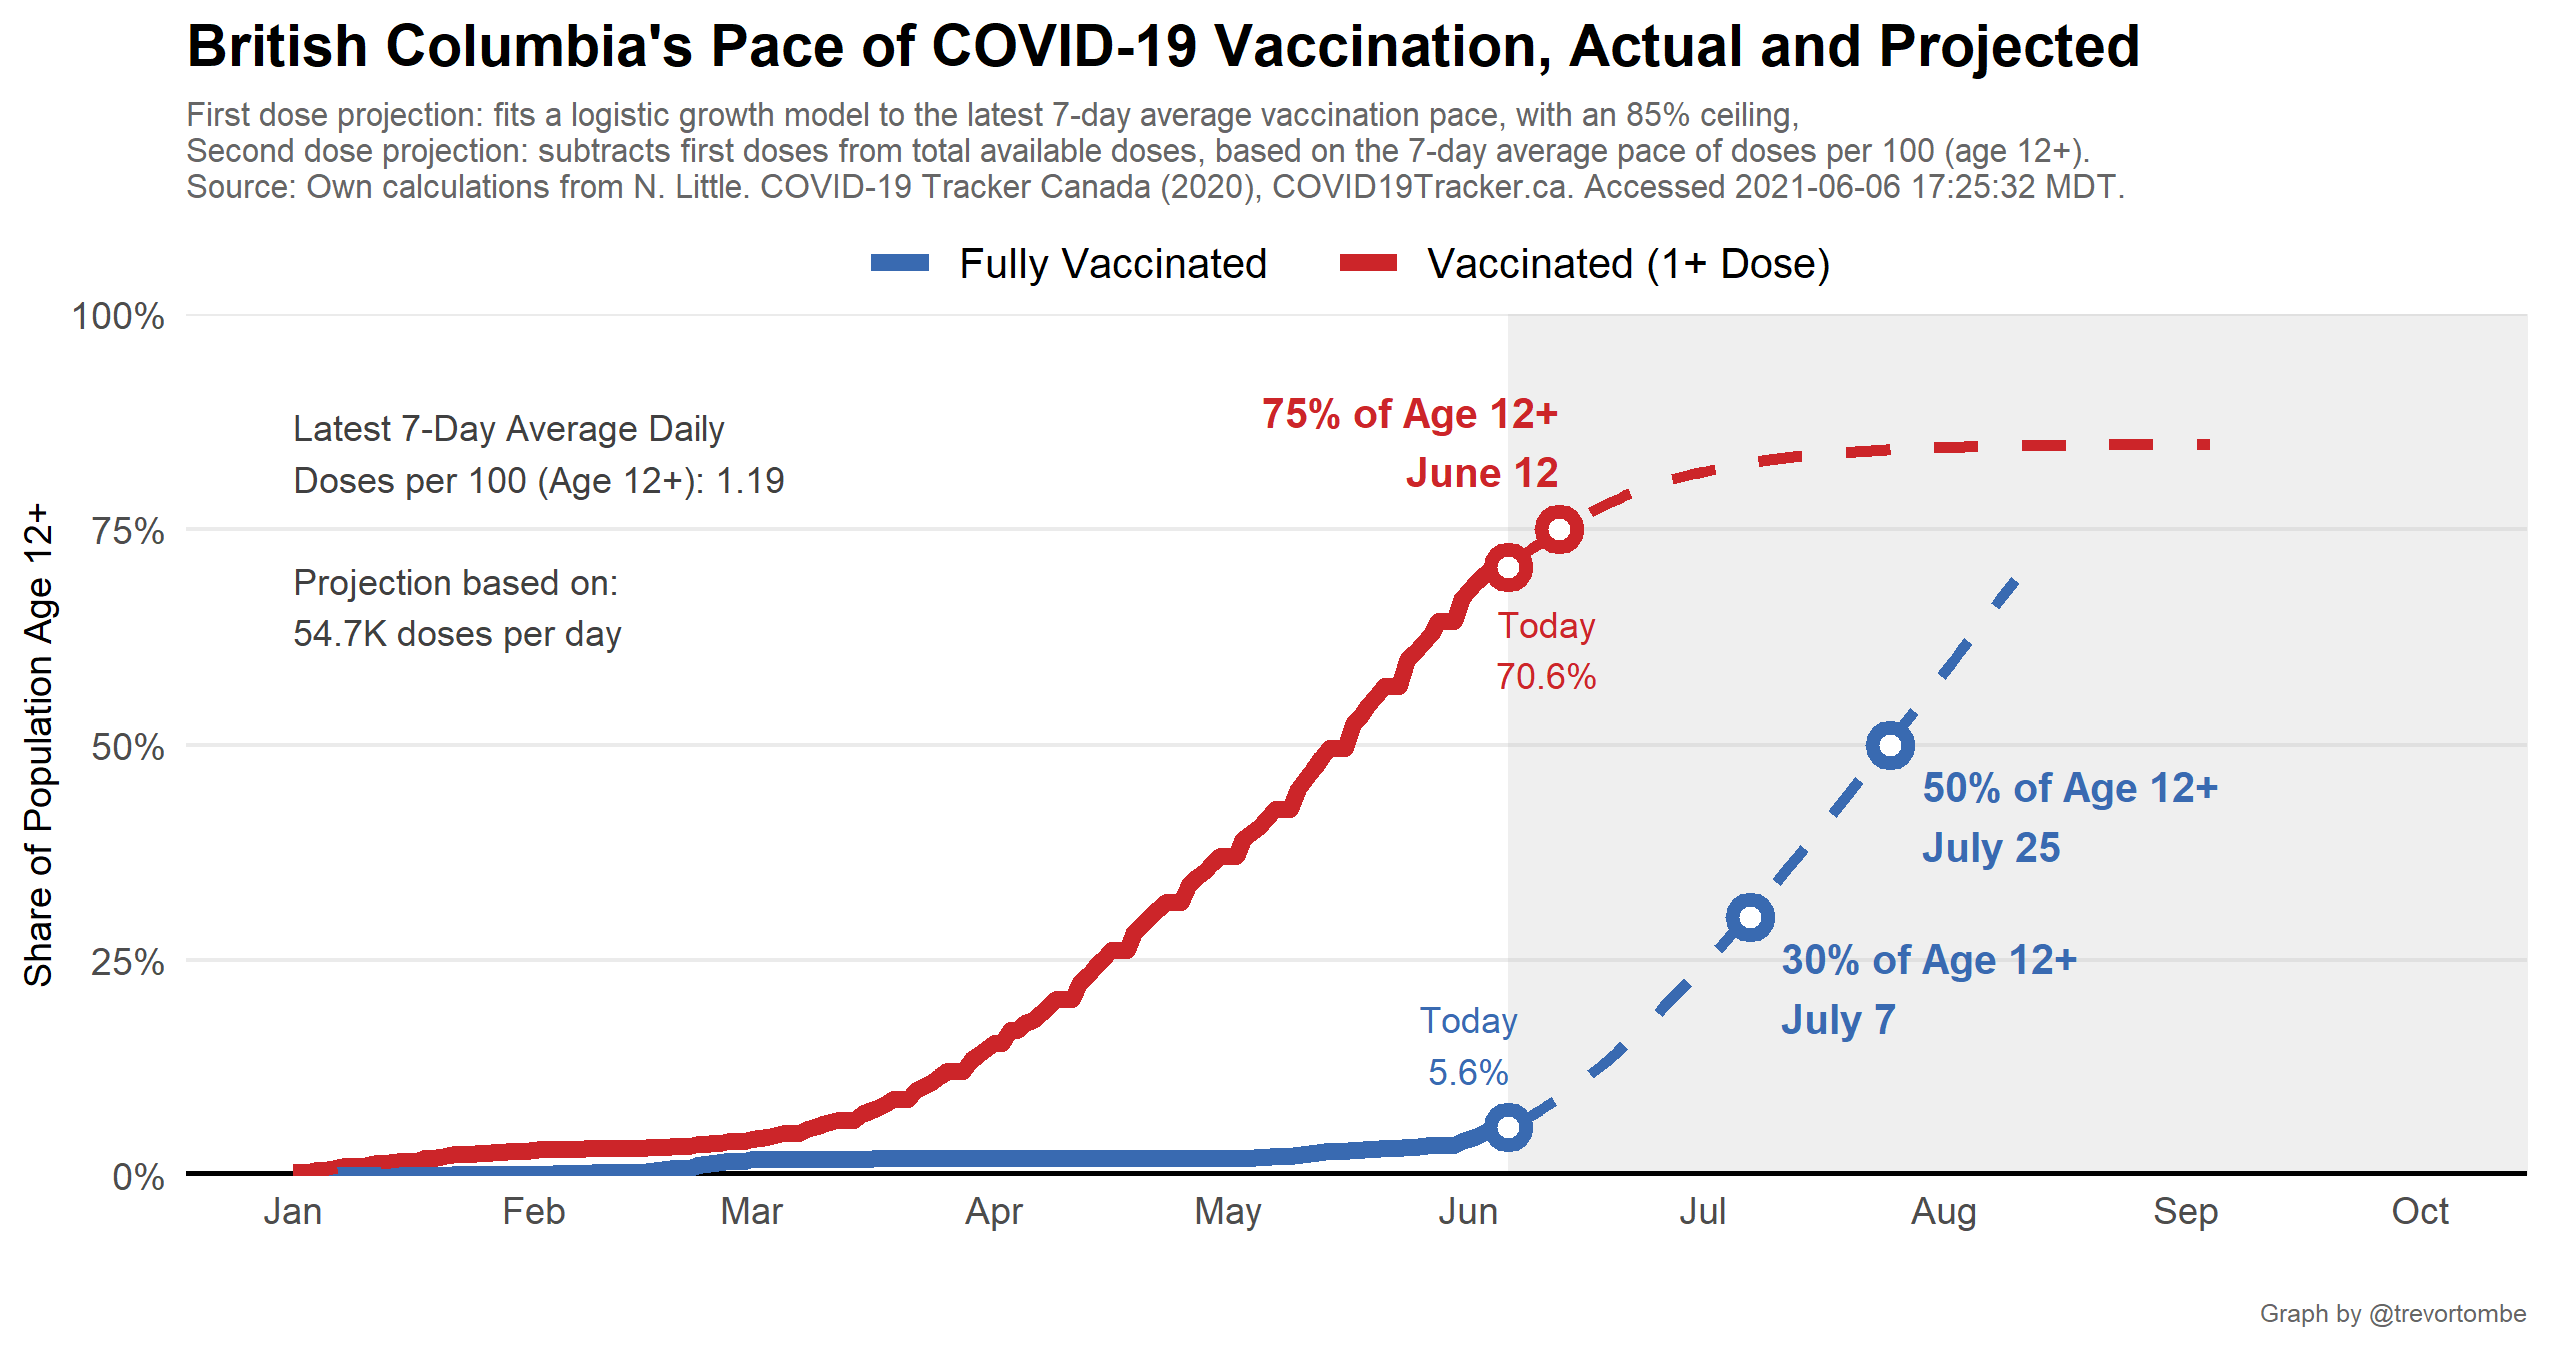 British Columbia's Pace of COVID-19 Vaccination, Actual and Projected
First dose projection: fits a logistic growth model to the latest 7-day average vaccination pace, with an 85% ceiling,
Second dose projection: subtracts first doses from total available doses, based on the 7-day average pace of doses per 100 (age 12+).
Source: Own calculations from N. Little. COVID-19 Tracker Canada (2020), COVID19Tracker.ca. Accessed 2021-06-06 17:25:32 MDT.
Fully Vaccinated
Vaccinated (1+ Dose)
Share of Population Age 12+
100%
75%
50%
25%
0%
Latest 7-Day Average Daily
Doses per 100 (Age 12+): 1.19
Projection based on:
54.7K doses per day
75% of Age 12+
June 12
Today
70.6%
50% of Age 12+
July 25
30% of Age 12+
July 7
Today
5.6%
Jan
Feb
Mar
Apr
May
Jun
Jul
Aug
Sep
Oct
Graph by @trevortombe